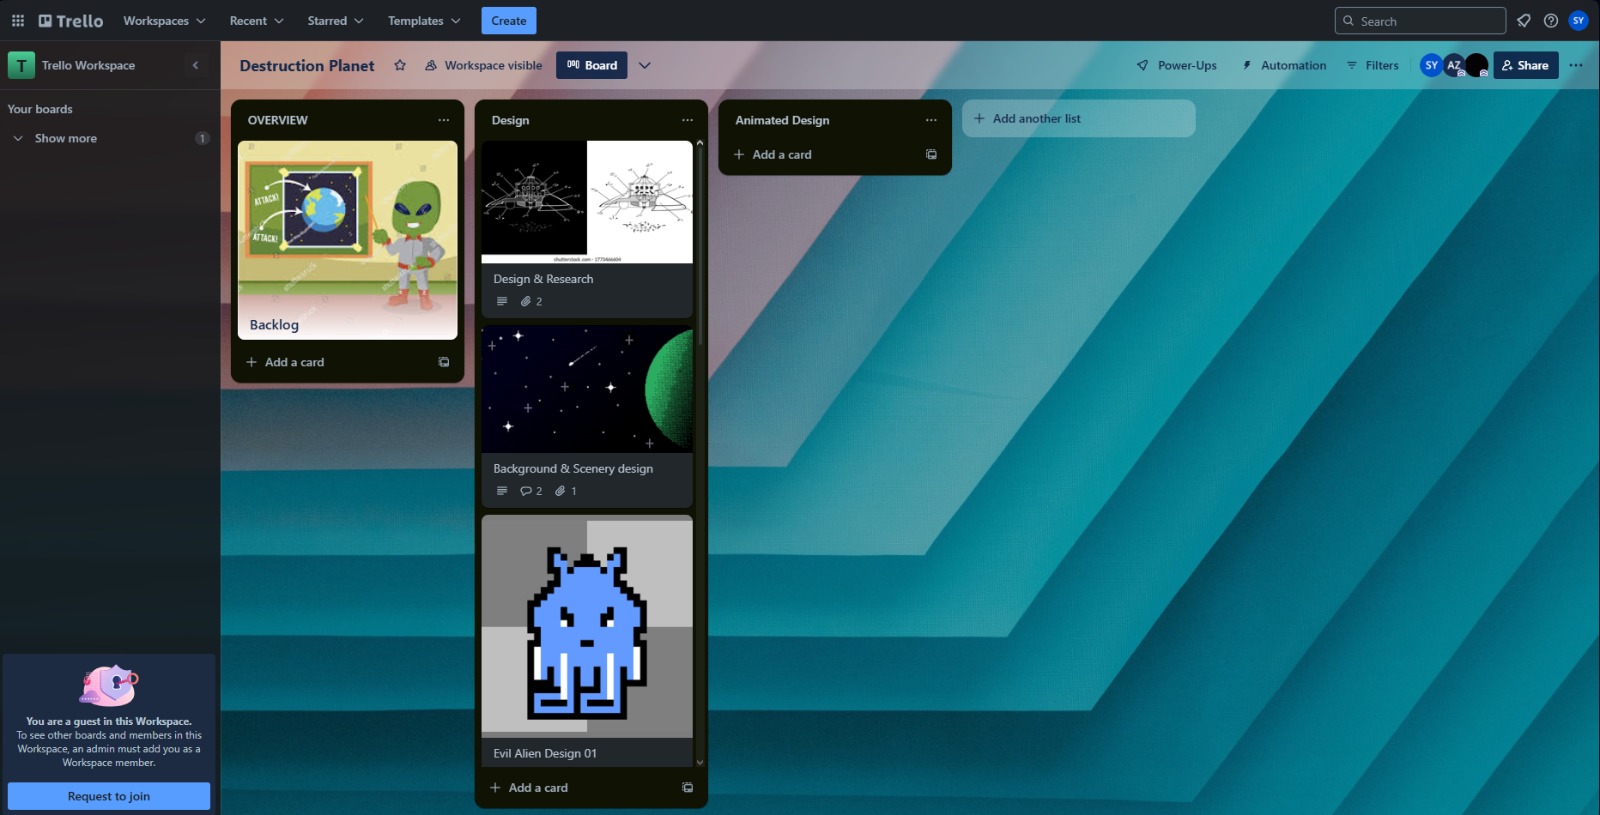 Trello
Workspaces
Recent
Starred
Templates
Create
Search
SY
T
Trello Workspace
Destruction Planet
Workspace visible
Board
Power-Ups
Automation
Filters
SY
AZ
Share
Your boards
Show more
1
OVERVIEW
ATTACK!
ATTACK!
Backlog
Add a card
Design
shutterstock.com · 1773466604
Design & Research
2
Background & Scenery design
2
1
Evil Alien Design 01
Add a card
Animated Design
Add a card
Add another list
You are a guest in this Workspace.
To see other boards and members in this
Workspace, an admin must add you as a
Workspace member.
Request to join